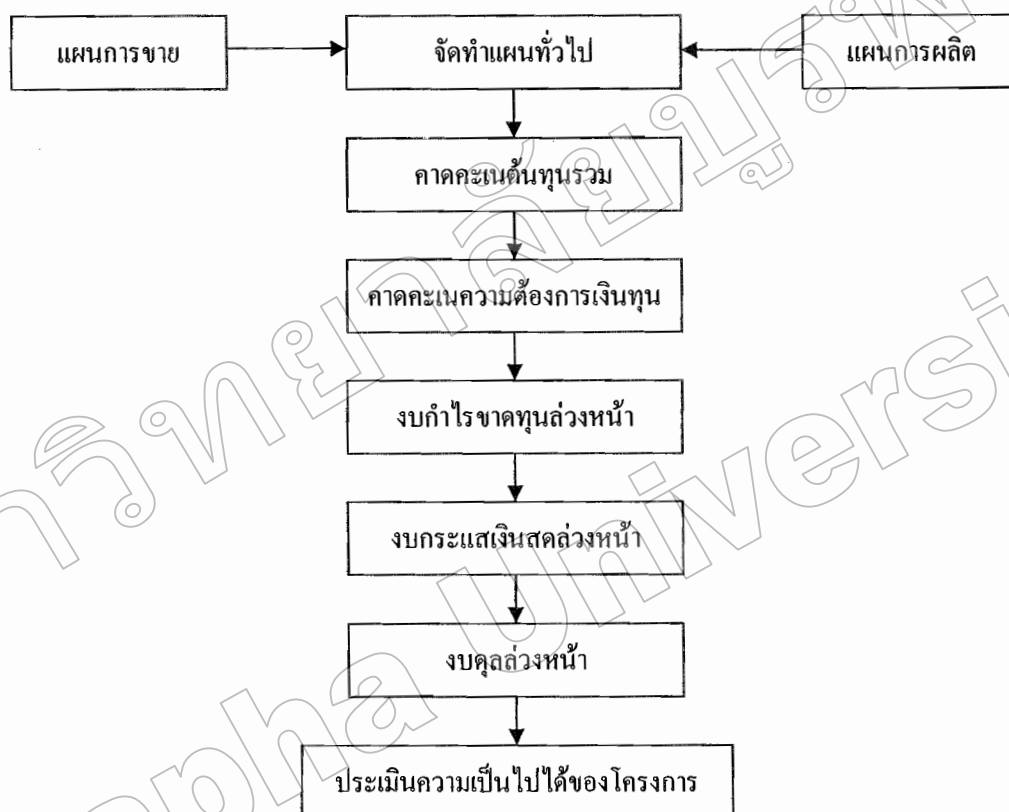 แผนการขาย
จัดทำแผนทั่วไป
แผนการผลิต
คาดคะเนต้นทุนรวม
คาดคะเนความต้องการเงินทุน
งบกำไรขาดทุนล่วงหน้า
งบกระแสเงินสดล่วงหน้า
งบดุลล่วงหน้า
ประเมินความเป็นไปได้ของโครงการ